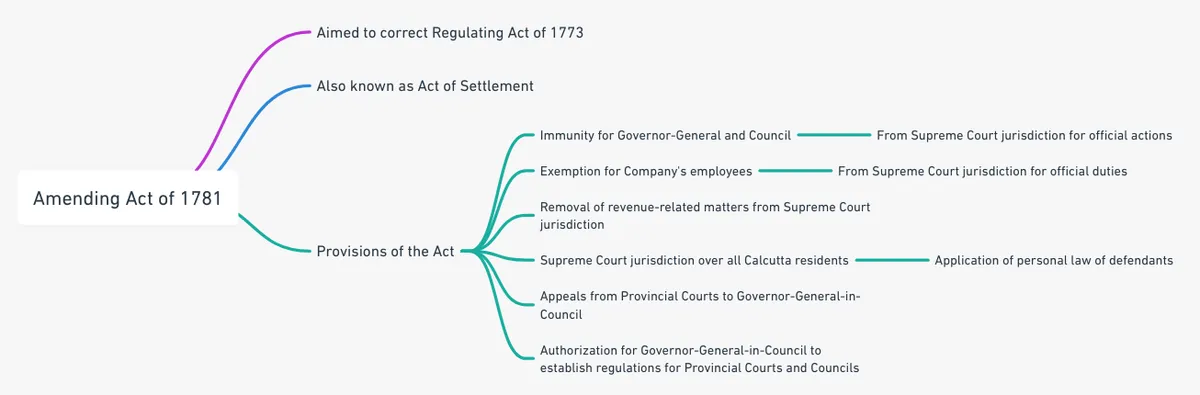 Aimed to correct Regulating Act of 1773
Also known as Act of Settlement
Immunity for Governor-General and Council
From Supreme Court jurisdiction for official actions
Exemption for Company's employees
From Supreme Court jurisdiction for official duties
Amending Act of 1781
Removal of revenue-related matters from Supreme Court
jurisdiction
Provisions of the Act
Supreme Court jurisdiction over all Calcutta residents
Application of personal law of defendants
Appeals from Provincial Courts to Governor-General-in-
Council
Authorization for Governor-General-in-Council to
establish regulations for Provincial Courts and Councils